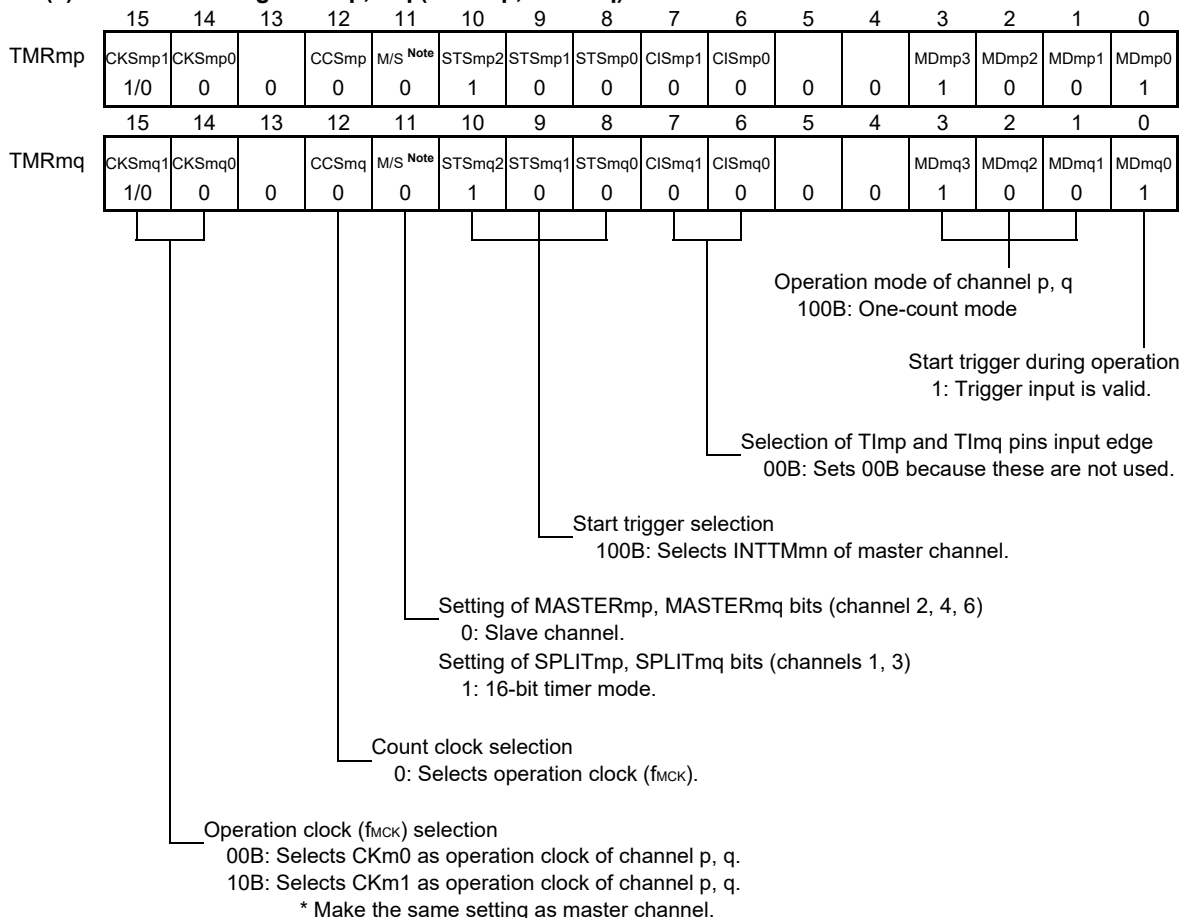 15 14 13 12 11 10 9 8 7 6 5 4 3 2 1 0
TMRmp CKSmp1 CKSmp0 CCSmp M/S Note STSmp2 STSmp1 STSmp0 CISmp1 CISmp0 MDmp3 MDmp2 MDmp1 MDmp0
1/0 0 0 0 0 1 0 0 0 0 0 0 1 0 0 1
15 14 13 12 11 10 9 8 7 6 5 4 3 2 1 0
TMRmq CKSmq1 CKSmq0 CCSmq M/S Note STSmq2 STSmq1 STSmq0 CISmq1 CISmq0 MDmq3 MDmq2 MDmq1 MDmq0
1/0 0 0 0 0 1 0 0 0 0 0 0 1 0 0 1
Operation mode of channel p, q
100B: One-count mode
Start trigger during operation
1: Trigger input is valid.
Selection of TImp and TImq pins input edge
00B: Sets 00B because these are not used.
Start trigger selection
100B: Selects INTTMmn of master channel.
Setting of MASTERmp, MASTERmq bits (channel 2, 4, 6)
0: Slave channel.
Setting of SPLITmp, SPLITmq bits (channels 1, 3)
1: 16-bit timer mode.
Count clock selection
0: Selects operation clock (fMCK).
Operation clock (fMCK) selection
00B: Selects CKm0 as operation clock of channel p, q.
10B: Selects CKm1 as operation clock of channel p, q.
* Make the same setting as master channel.